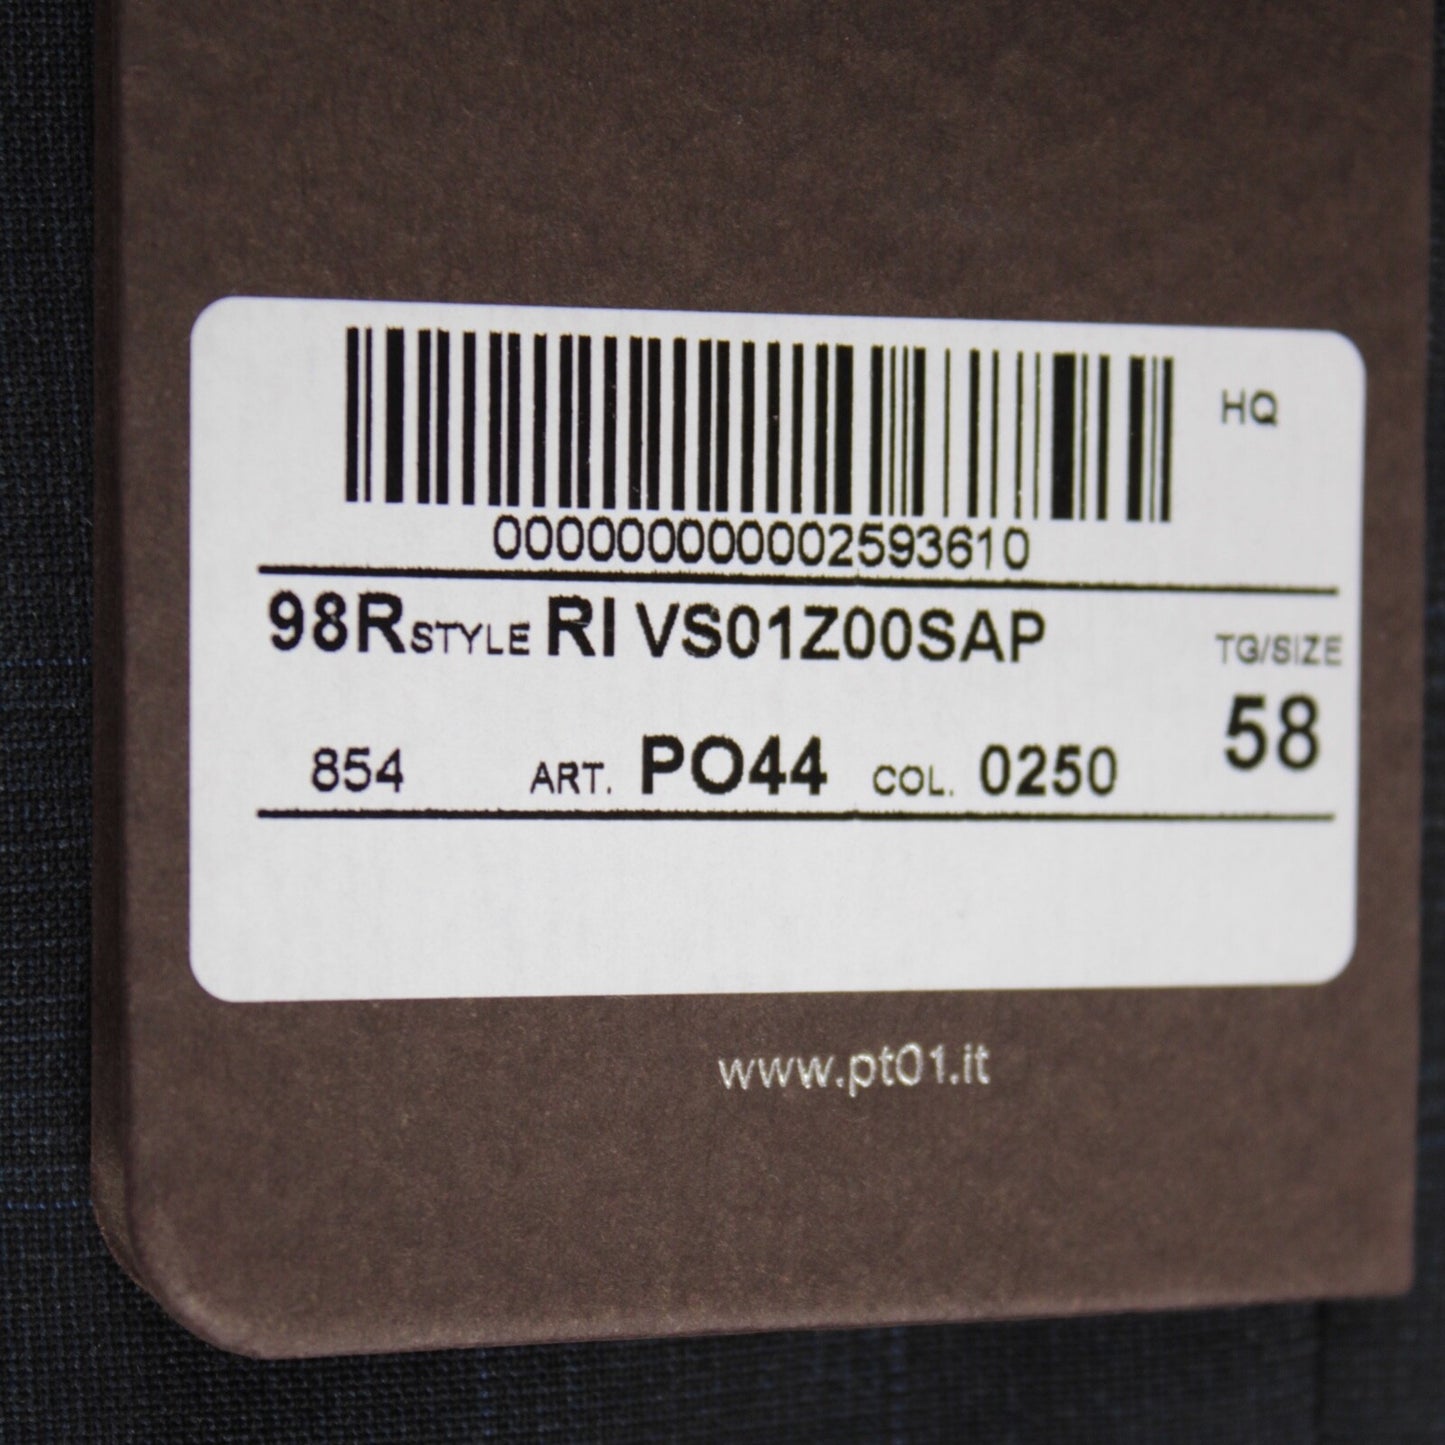 HQ
000000000002593610
98R STYLE RI VS01Z00SAP
TG/SIZE
58
854 ART. PO44 COL. 0250
www.pt01.it